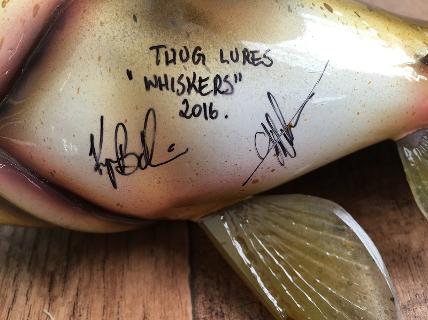 THUG LURES
"WHISKERS"
2016.